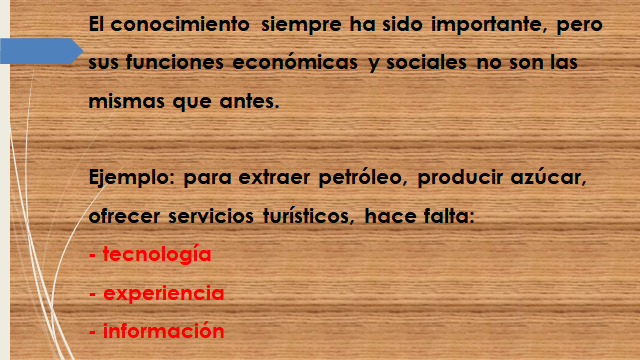 El conocimiento siempre ha sido importante, pero
sus funciones económicas y sociales no son las
mismas que antes.
Ejemplo: para extraer petróleo, producir azúcar,
ofrecer servicios turísticos, hace falta:
- tecnología
- experiencia
- información